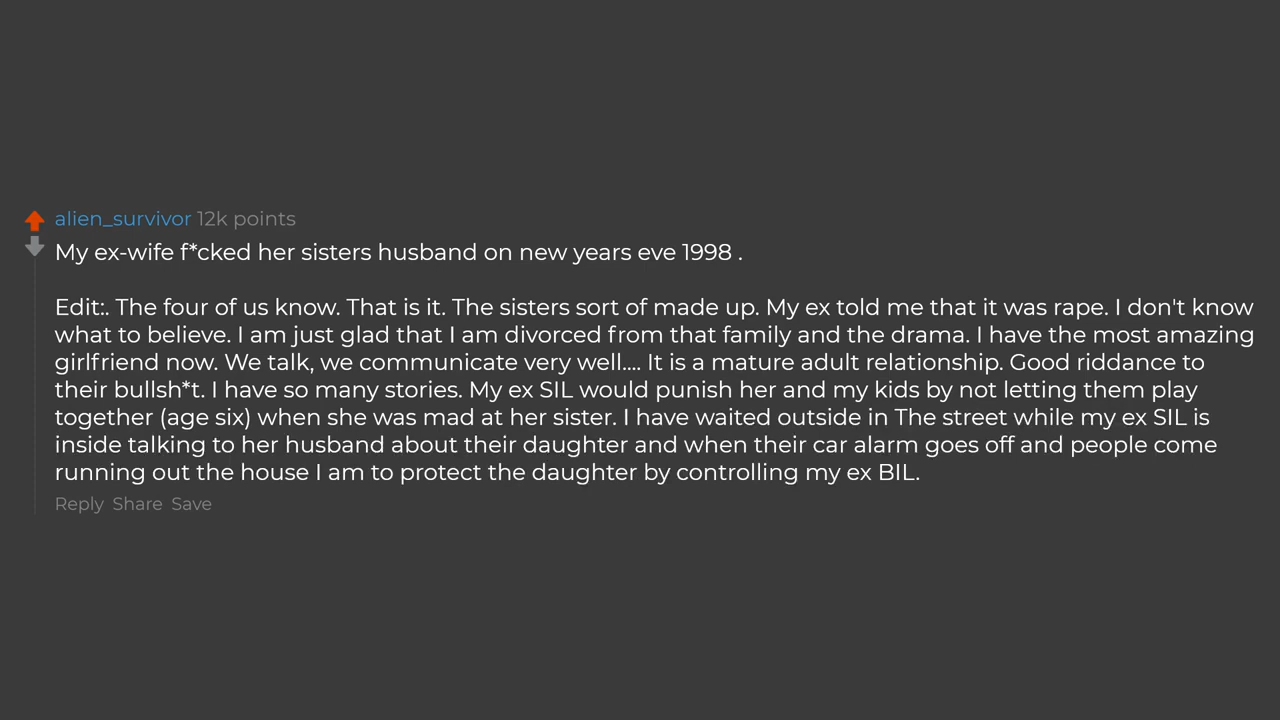 alien_survivor 12k points
My ex-wife f*cked her sisters husband on new years eve 1998 .
Edit:. The four of us know. That is it. The sisters sort of made up. My ex told me that it was rape. I don't know
what to believe. I am just glad that I am divorced from that family and the drama. I have the most amazing
girlfriend now. We talk, we communicate very well.... It is a mature adult relationship. Good riddance to
their bullsh*t. I have so many stories. My ex SIL would punish her and my kids by not letting them play
together (age six) when she was mad at her sister. I have waited outside in The street while my ex SIL is
inside talking to her husband about their daughter and when their car alarm goes off and people come
running out the house I am to protect the daughter by controlling my ex BIL.
Reply Share Save